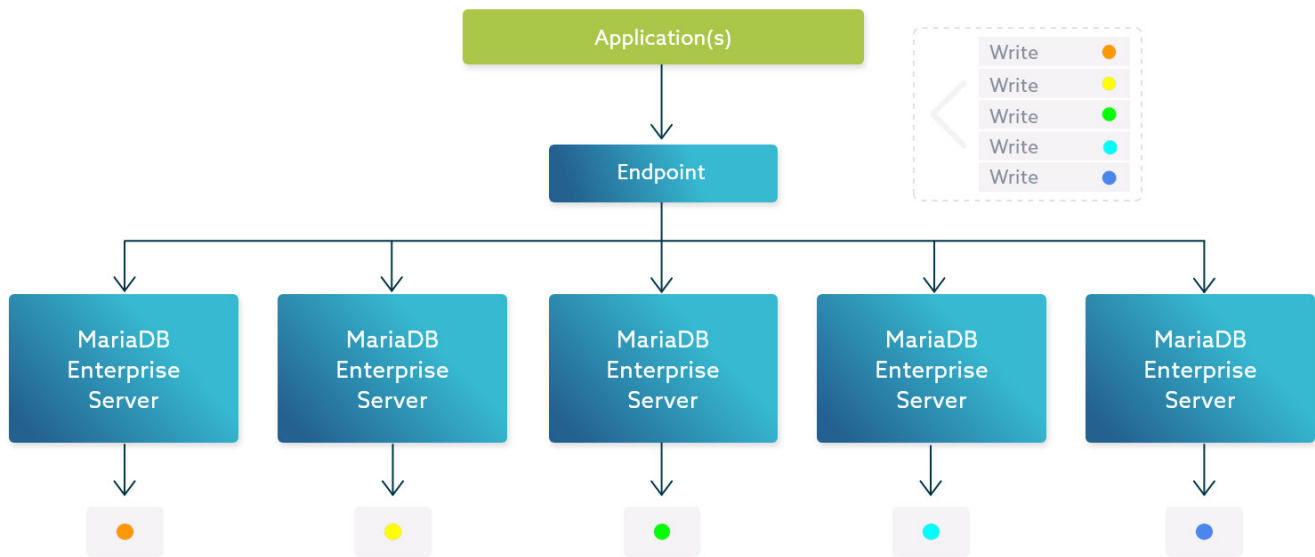 Application(s)
Write
Write
Write
Write
Write
Endpoint
MariaDB
Enterprise
Server
MariaDB
Enterprise
Server
MariaDB
Enterprise
Server
MariaDB
Enterprise
Server
MariaDB
Enterprise
Server